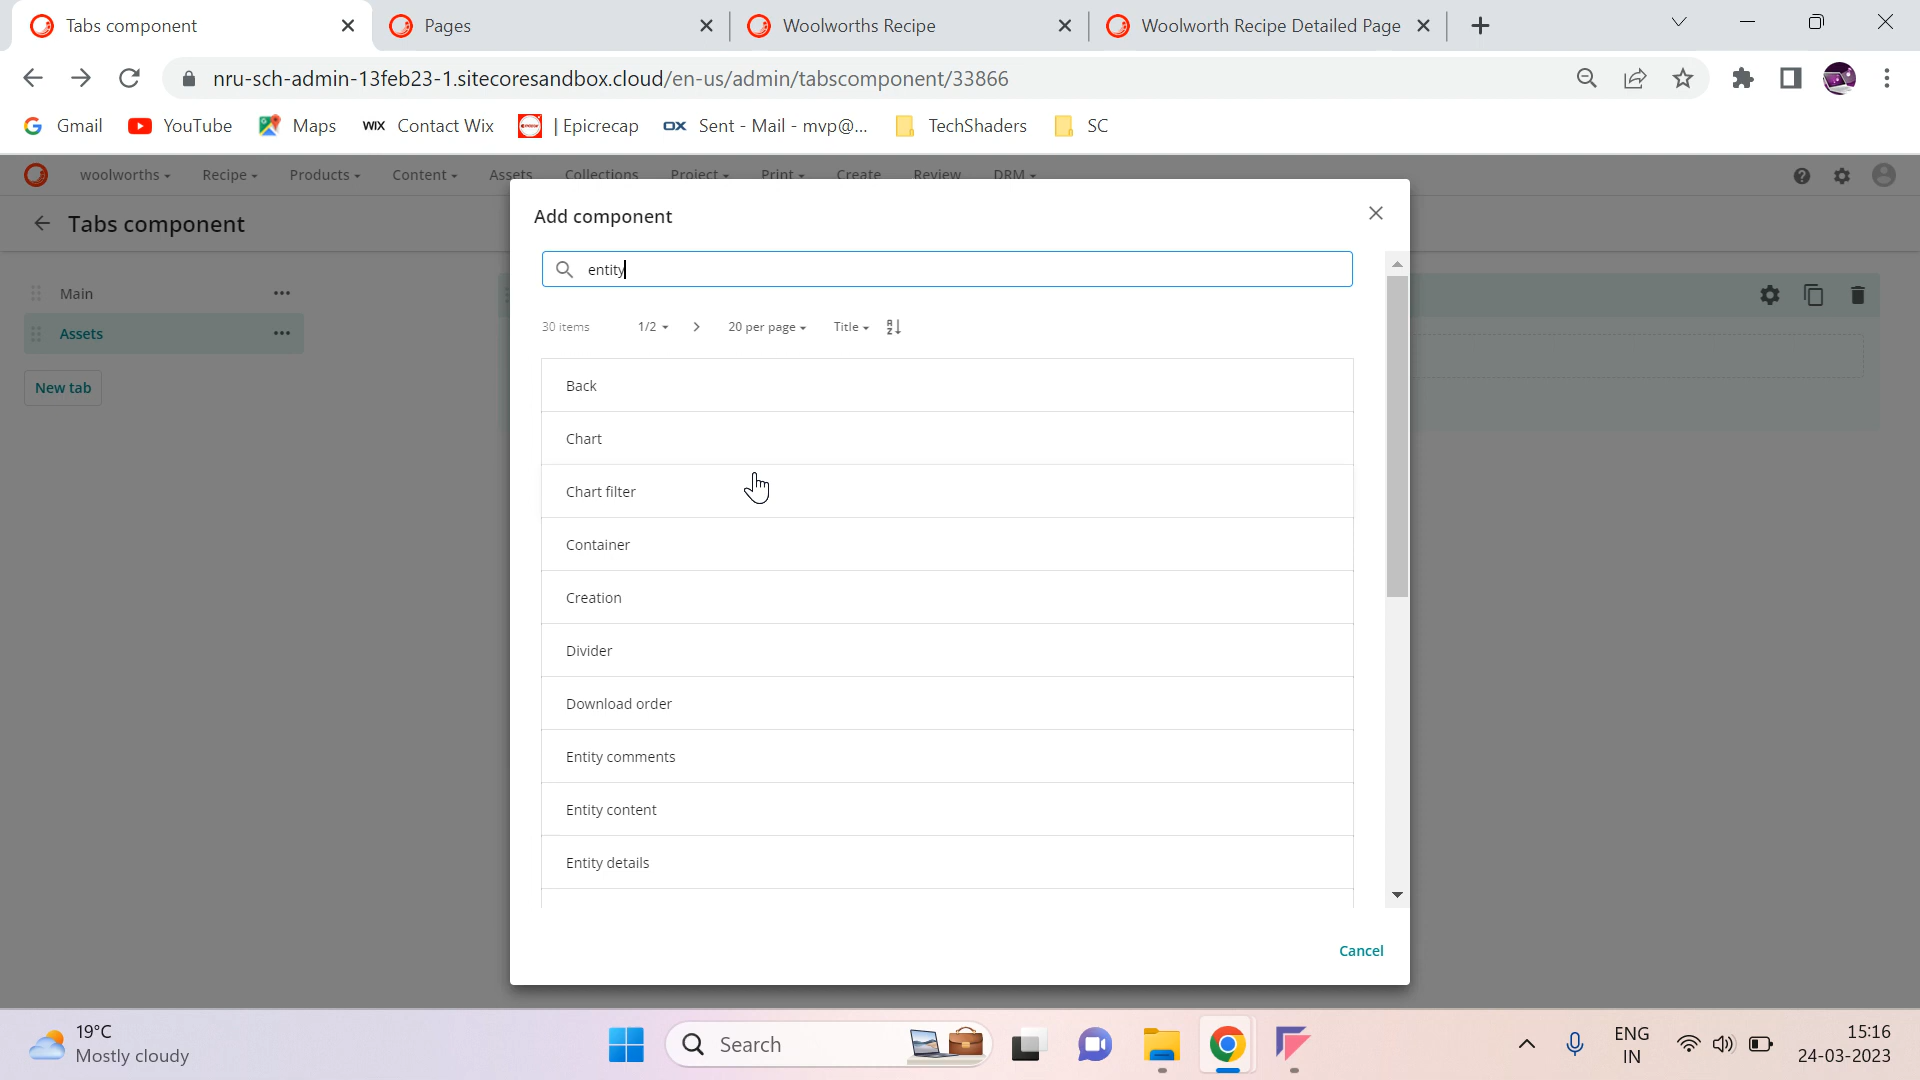 Tabs component
Pages
Woolworths Recipe
Woolworth Recipe Detailed Page
nru-sch-admin-13feb23-1.sitecoresandbox.cloud/en-us/admin/tabscomponent/33866
Gmail
YouTube
Maps
WIX Contact Wix
| Epicrecap
OX Sent - Mail - mvp@...
TechShaders
SC
woolworths
Recipe
Products
Content
Assets
Collections
Project
Print
Create
Review
DRM
Tabs component
Main
Assets
New tab
Add component
entity
30 items
1/2
20 per page
Title
Back
Chart
Chart filter
Container
Creation
Divider
Download order
Entity comments
Entity content
Entity details
Cancel
19°C
Mostly cloudy
Search
ENG
IN
15:16
24-03-2023